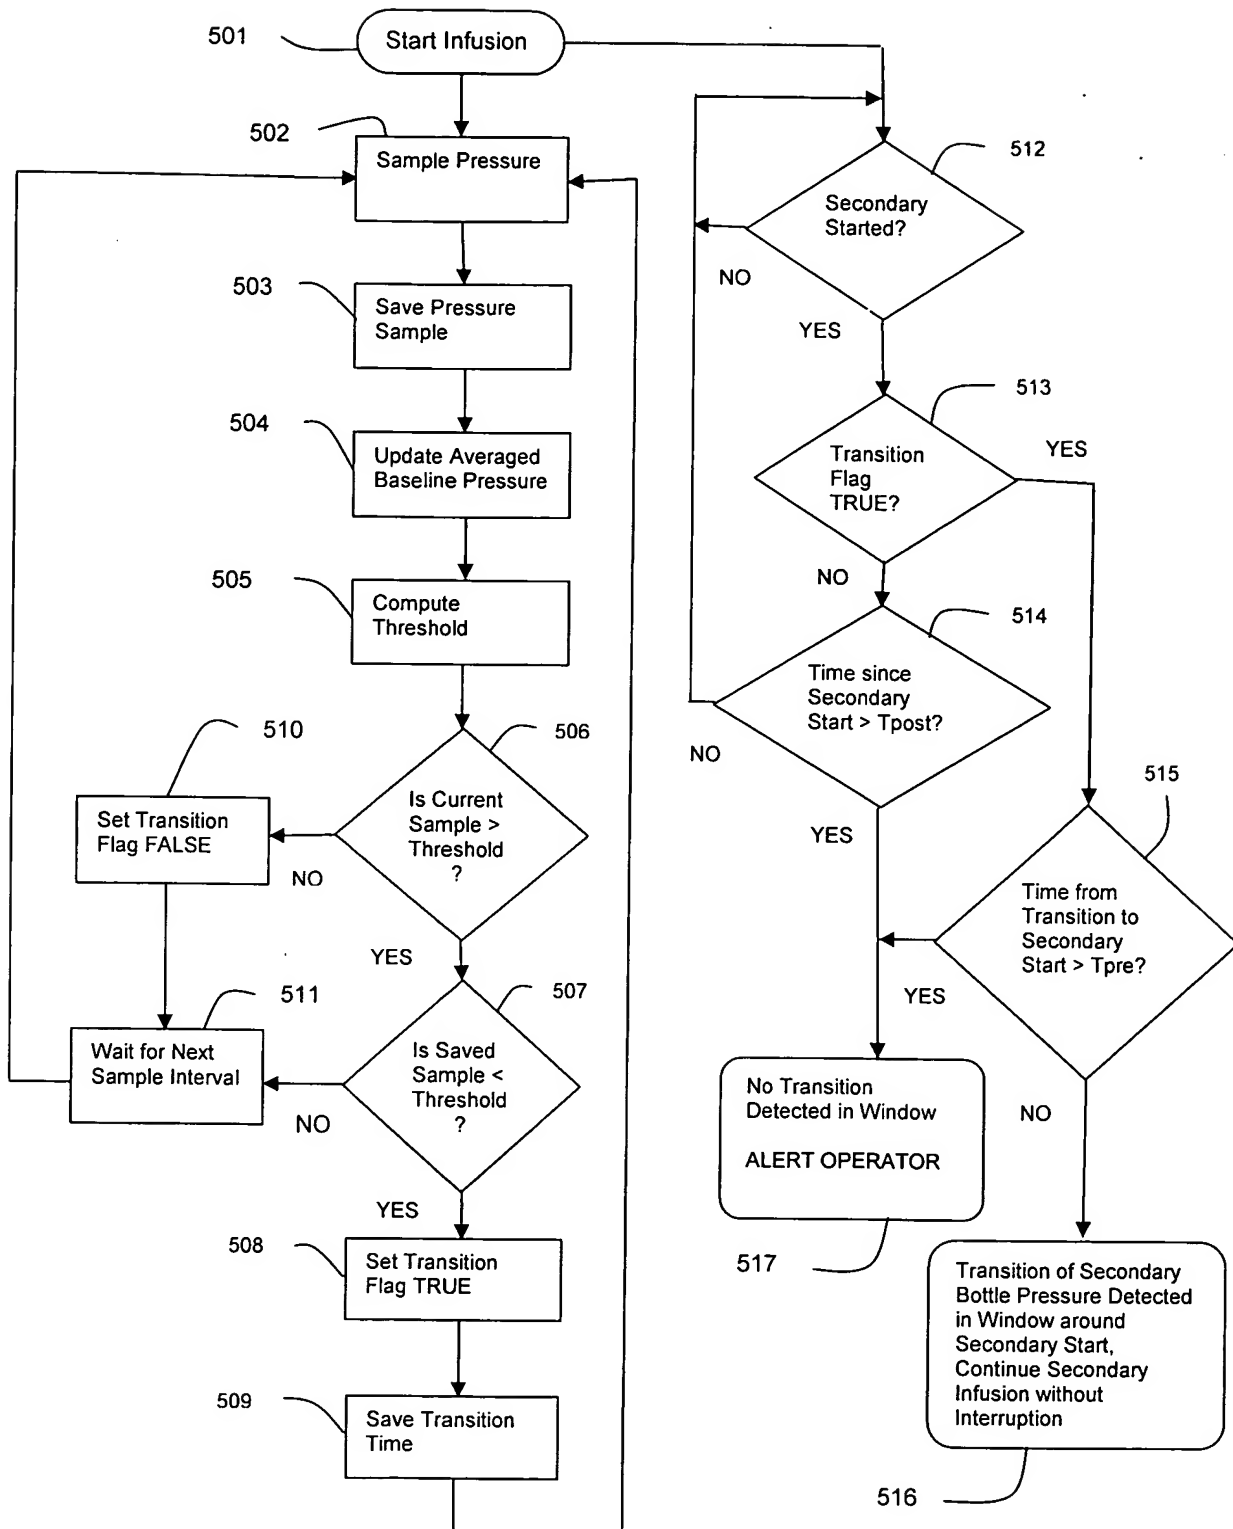 501
Start Infusion
502
Sample Pressure
503
Save Pressure
Sample
504
Update Averaged
Baseline Pressure
505
Compute
Threshold
506
Is Current
Sample >
Threshold
?
NO
YES
510
Set Transition
Flag FALSE
511
Wait for Next
Sample Interval
507
Is Saved
Sample <
Threshold
?
NO
YES
508
Set Transition
Flag TRUE
509
Save Transition
Time
512
Secondary
Started?
NO
YES
513
Transition
Flag
TRUE?
YES
NO
514
Time since
Secondary
Start > Tpost?
NO
YES
515
Time from
Transition to
Secondary
Start > Tpre?
YES
NO
No Transition
Detected in Window
ALERT OPERATOR
517
Transition of Secondary
Bottle Pressure Detected
in Window around
Secondary Start,
Continue Secondary
Infusion without
Interruption
516